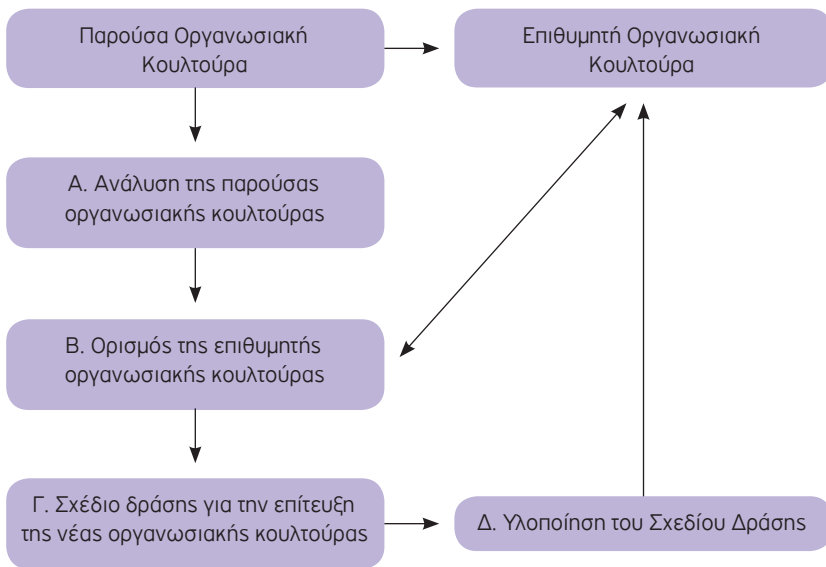 Παρούσα Οργανωσιακή
Κουλτούρα
Επιθυμητή Οργανωσιακή
Κουλτούρα
Α. Ανάλυση της παρούσας
οργανωσιακής κουλτούρας
Β. Ορισμός της επιθυμητής
οργανωσιακής κουλτούρας
Γ. Σχέδιο δράσης για την επίτευξη
της νέας οργανωσιακής κουλτούρας
Δ. Υλοποίηση του Σχεδίου Δράσης